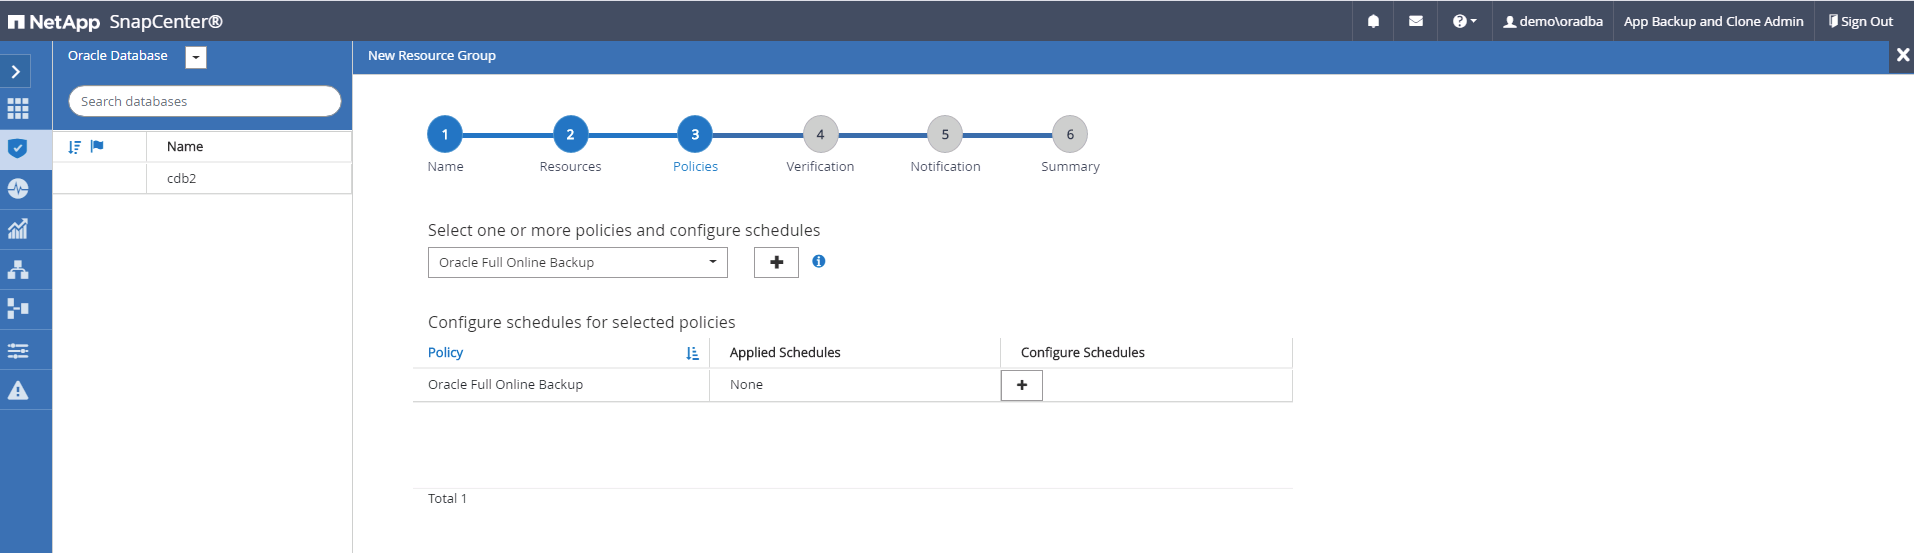 NetApp SnapCenter®
demo\oradba
App Backup and Clone Admin
Sign Out
Oracle Database
New Resource Group
Search databases
Name
cdb2
1
2
3
4
5
6
Name
Resources
Policies
Verification
Notification
Summary
Select one or more policies and configure schedules
Oracle Full Online Backup
Configure schedules for selected policies
Policy
Applied Schedules
Configure Schedules
Oracle Full Online Backup
None
Total 1